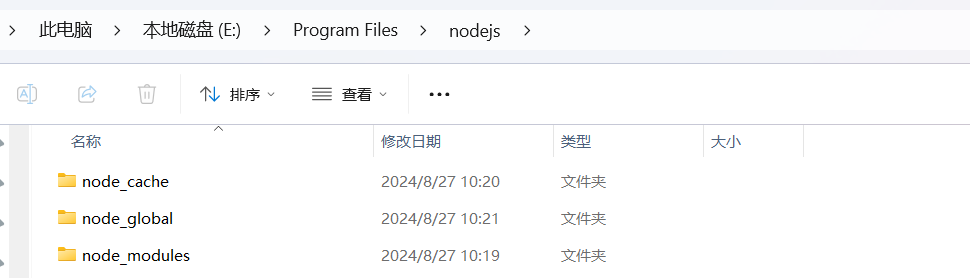 此电脑 > 本地磁盘 (E:) > Program Files > nodejs >
排序 查看
名称 修改日期 类型 大小
node_cache 2024/8/27 10:20 文件夹
node_global 2024/8/27 10:21 文件夹
node_modules 2024/8/27 10:19 文件夹